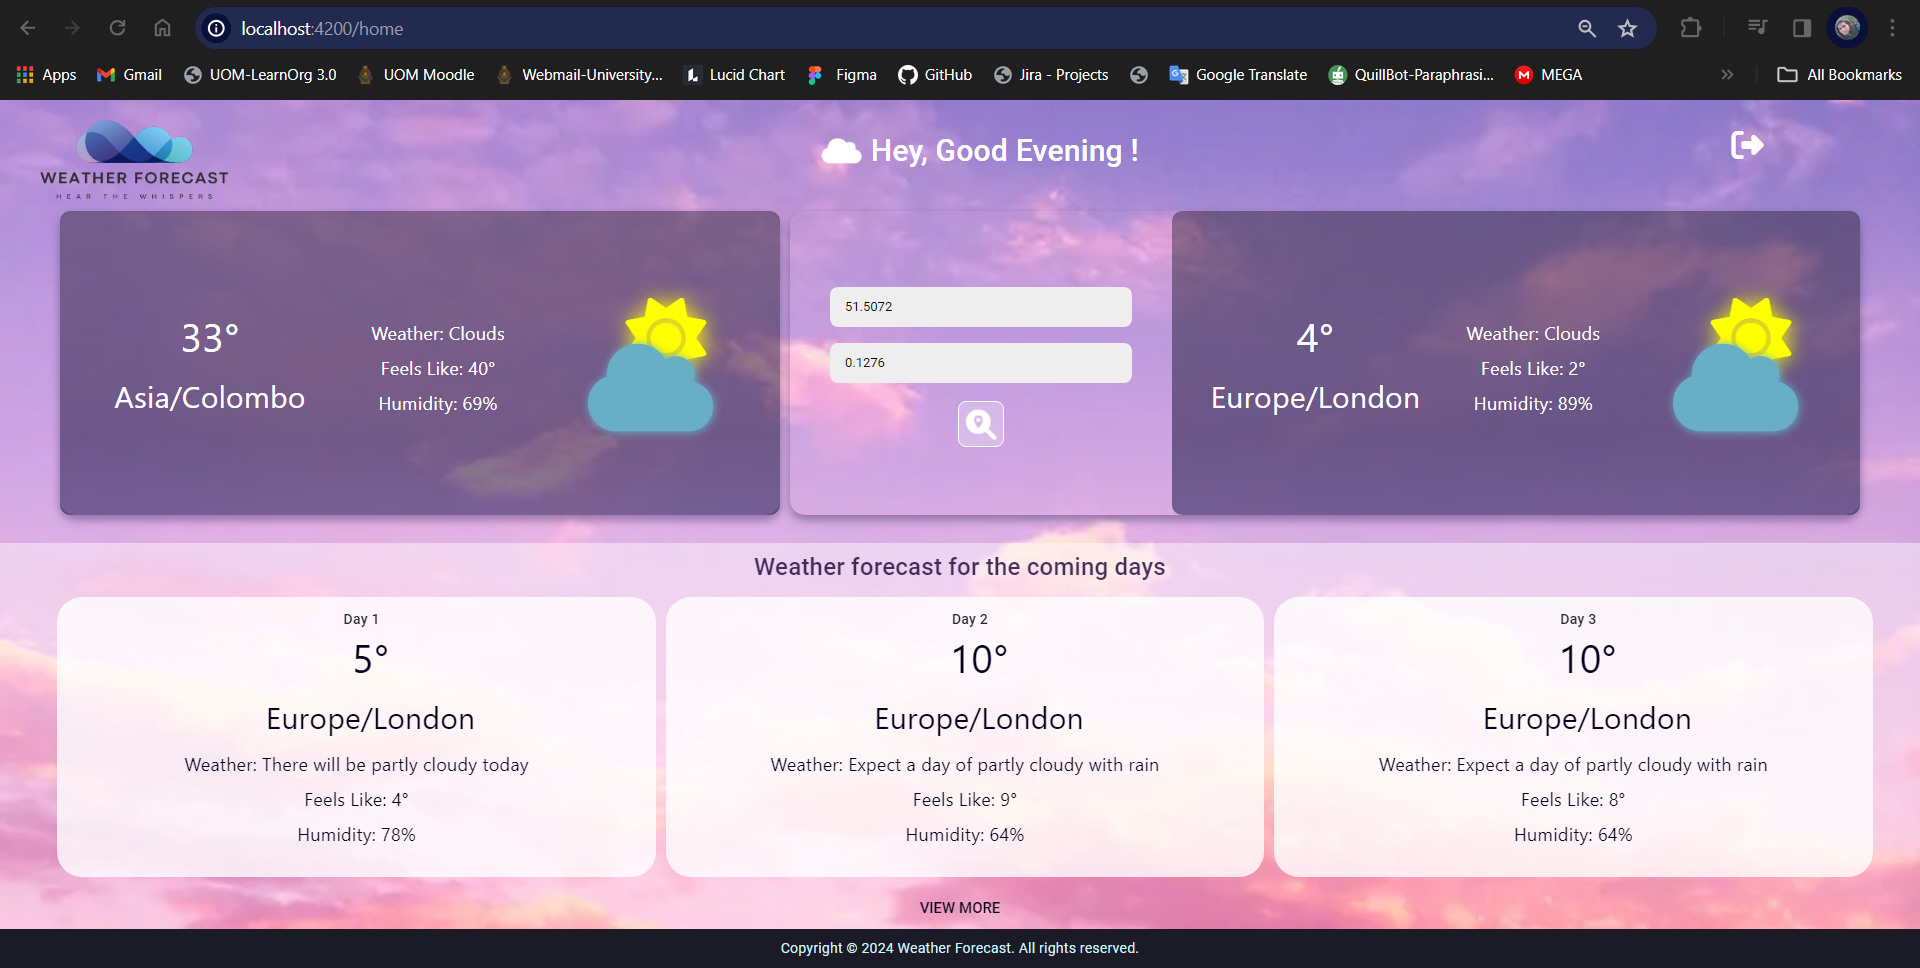 localhost:4200/home
Apps
Gmail
UOM-LearnOrg 3.0
UOM Moodle
Webmail-University...
Lucid Chart
Figma
GitHub
Jira - Projects
Google Translate
QuillBot-Paraphrasi...
MEGA
All Bookmarks
WEATHER FORECAST
HEAR THE WHISPERS
Hey, Good Evening !
33°
Asia/Colombo
Weather: Clouds
Feels Like: 40°
Humidity: 69%
51.5072
0.1276
4°
Europe/London
Weather: Clouds
Feels Like: 2°
Humidity: 89%
Weather forecast for the coming days
Day 1
5°
Europe/London
Weather: There will be partly cloudy today
Feels Like: 4°
Humidity: 78%
Day 2
10°
Europe/London
Weather: Expect a day of partly cloudy with rain
Feels Like: 9°
Humidity: 64%
Day 3
10°
Europe/London
Weather: Expect a day of partly cloudy with rain
Feels Like: 8°
Humidity: 64%
VIEW MORE
Copyright © 2024 Weather Forecast. All rights reserved.